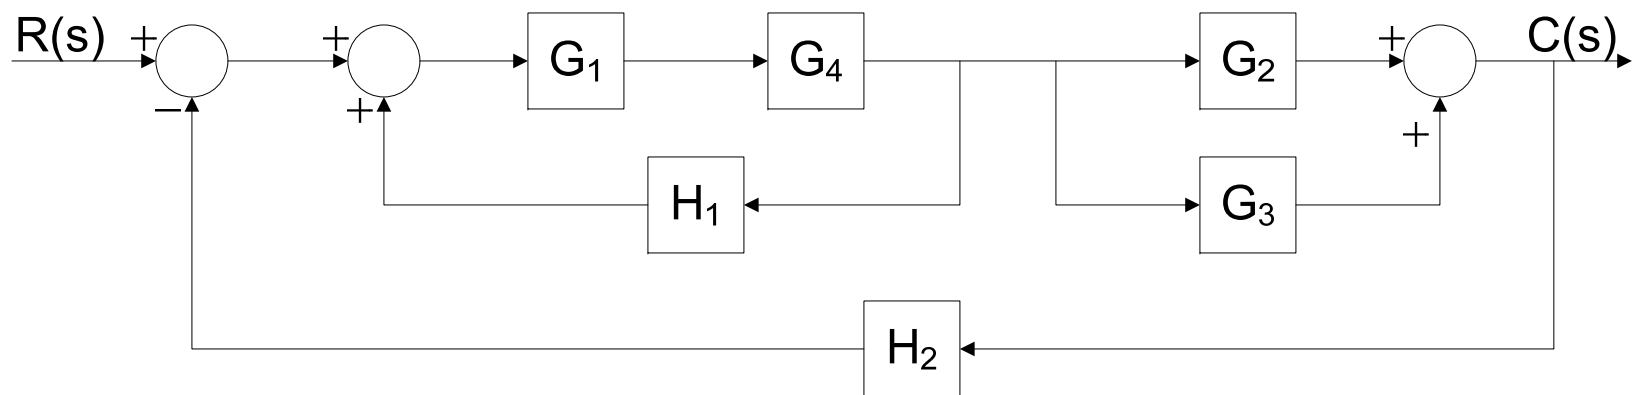 R(s) + + G₁ G₄ G₂ + C(s)
− + +
H₁ G₃
H₂